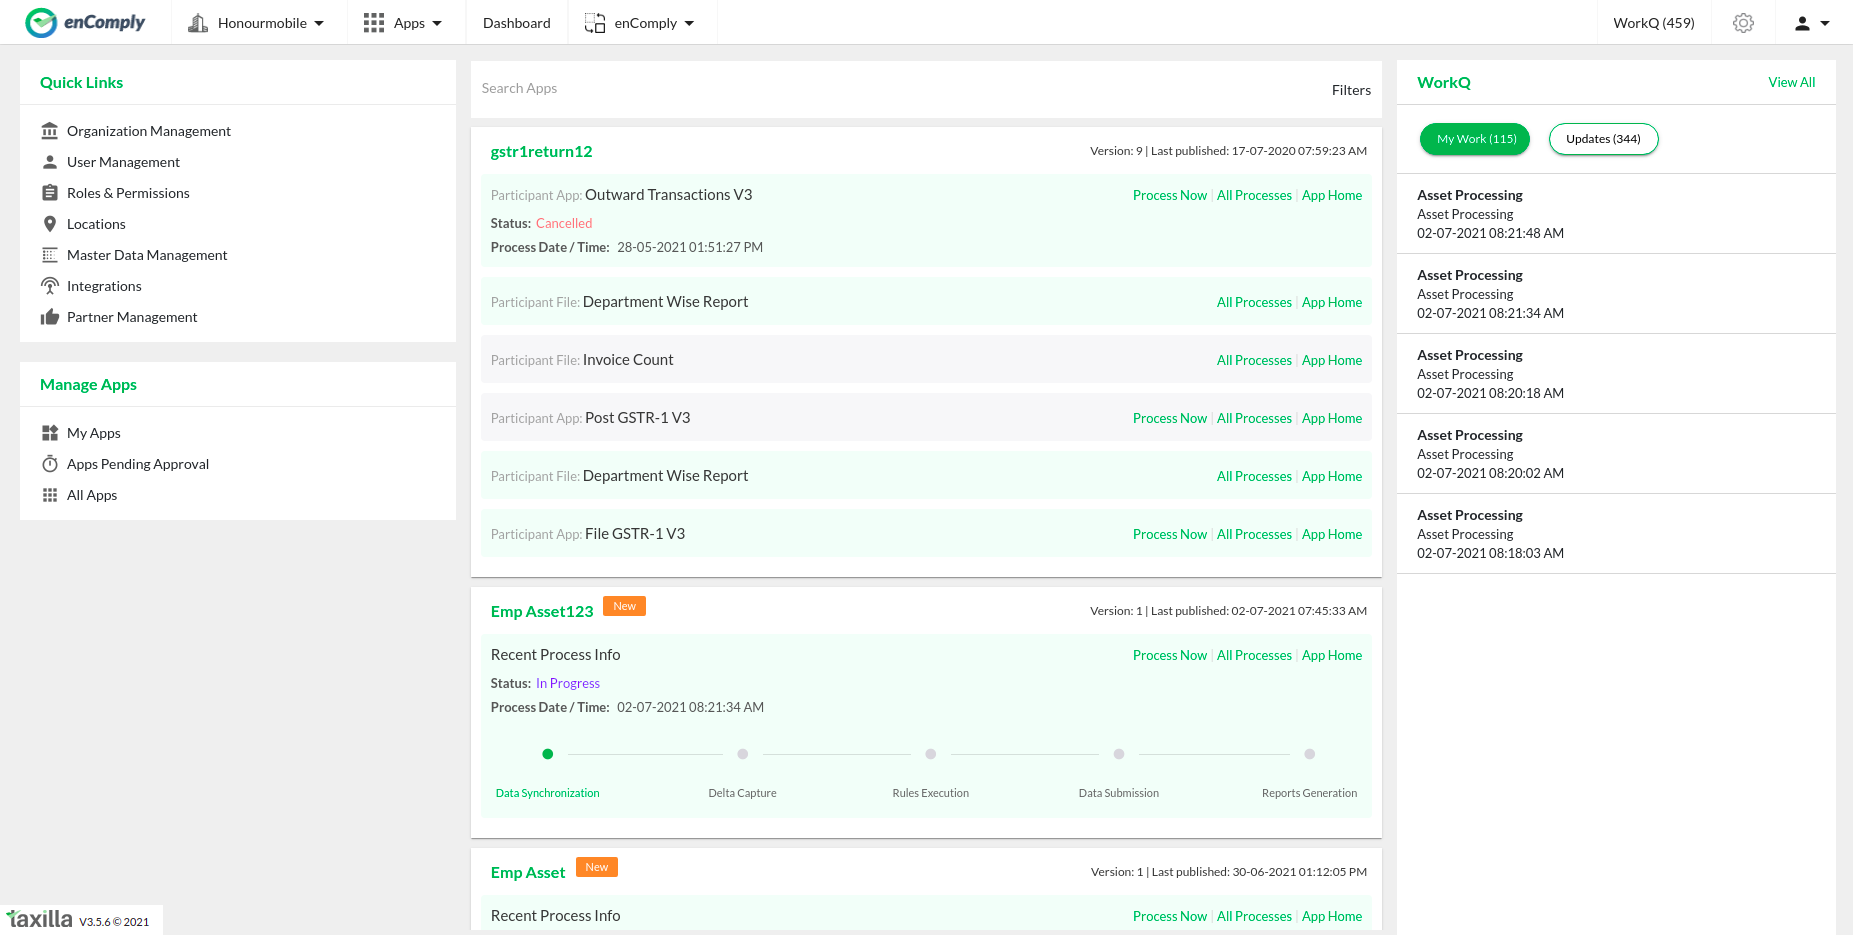 enComply
Honourmobile
Apps
Dashboard
enComply
WorkQ (459)
Quick Links
Organization Management
User Management
Roles & Permissions
Locations
Master Data Management
Integrations
Partner Management
Manage Apps
My Apps
Apps Pending Approval
All Apps
Search Apps
Filters
gstr1return12
Version: 9 | Last published: 17-07-2020 07:59:23 AM
Participant App: Outward Transactions V3
Process Now | All Processes | App Home
Status: Cancelled
Process Date / Time: 28-05-2021 01:51:27 PM
Participant File: Department Wise Report
All Processes | App Home
Participant File: Invoice Count
All Processes | App Home
Participant App: Post GSTR-1 V3
Process Now | All Processes | App Home
Participant File: Department Wise Report
All Processes | App Home
Participant App: File GSTR-1 V3
Process Now | All Processes | App Home
Emp Asset123
New
Version: 1 | Last published: 02-07-2021 07:45:33 AM
Recent Process Info
Process Now | All Processes | App Home
Status: In Progress
Process Date / Time: 02-07-2021 08:21:34 AM
Data Synchronization
Delta Capture
Rules Execution
Data Submission
Reports Generation
Emp Asset
New
Version: 1 | Last published: 30-06-2021 01:12:05 PM
Recent Process Info
Process Now | All Processes | App Home
WorkQ
View All
My Work (115)
Updates (344)
Asset Processing
Asset Processing
02-07-2021 08:21:48 AM
Asset Processing
Asset Processing
02-07-2021 08:21:34 AM
Asset Processing
Asset Processing
02-07-2021 08:20:18 AM
Asset Processing
Asset Processing
02-07-2021 08:20:02 AM
Asset Processing
Asset Processing
02-07-2021 08:18:03 AM
taxilla V3.5.6 © 2021